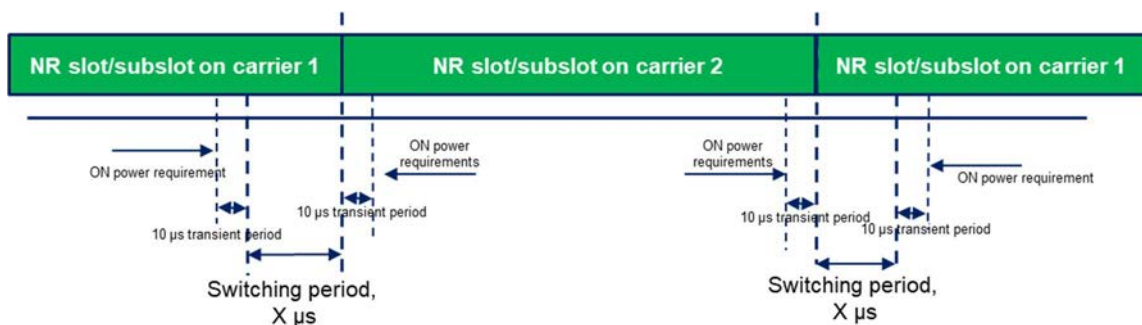 NR slot/subslot on carrier 1
NR slot/subslot on carrier 2
NR slot/subslot on carrier 1
ON power requirement
10 µs transient period
ON power
requirements
10 µs transient period
Switching period,
X µs
ON power
requirements
10 µs transient period
ON power requirement
10 µs transient period
Switching period,
X µs